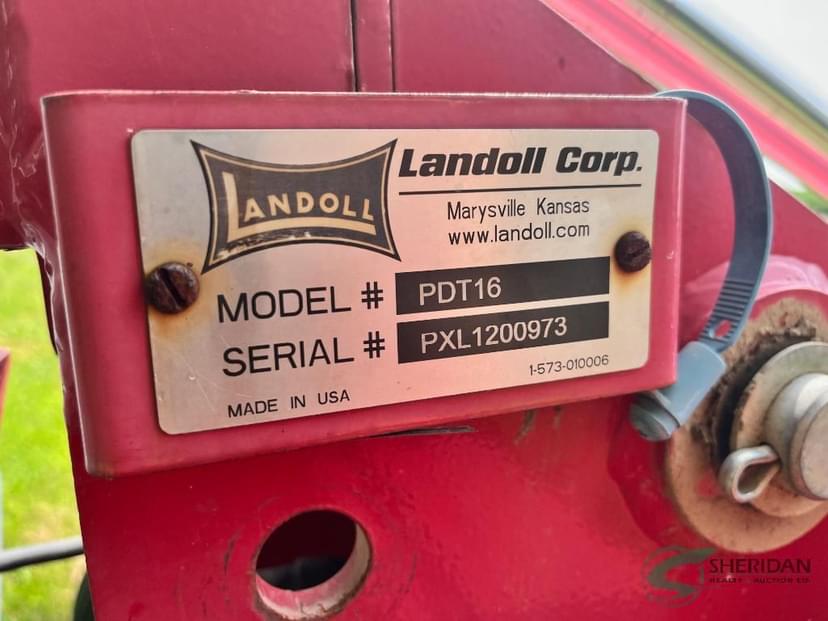 LANDOLL
Landoll Corp.
Marysville Kansas
www.landoll.com
MODEL # PDT16
SERIAL # PXL1200973
1-573-010006
MADE IN USA
SHERIDAN
REALTY & AUCTION CO.